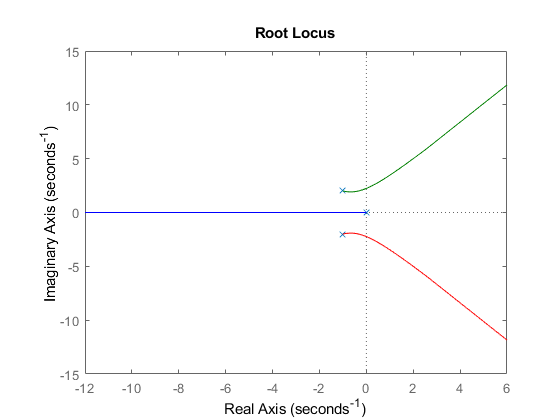 Root Locus
15
10
5
0
-5
-10
-15
Imaginary Axis (seconds⁻¹)
-12 -10 -8 -6 -4 -2 0 2 4 6
Real Axis (seconds⁻¹)